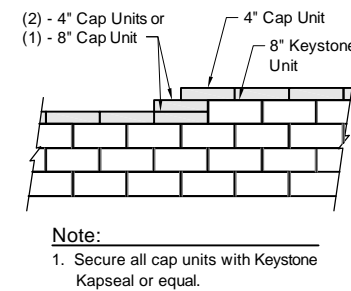 (2) - 4" Cap Units or
(1) - 8" Cap Unit
4" Cap Unit
8" Keystone
Unit
Note:
1. Secure all cap units with Keystone
Kapseal or equal.